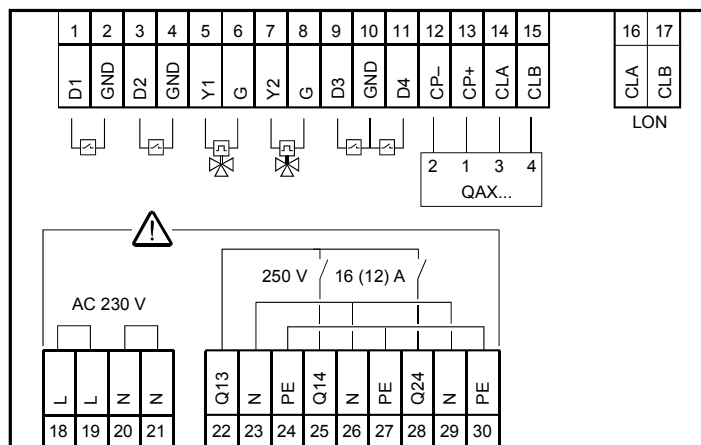 1 2 3 4 5 6 7 8 9 10 11 12 13 14 15 16 17
D1 GND D2 GND Y1 G Y2 G D3 GND D4 CP– CP+ CLA CLB CLA CLB
LON
2 1 3 4
QAX...
250 V 16 (12) A
AC 230 V
L L N N Q13 N PE Q14 N PE Q24 N PE
18 19 20 21 22 23 24 25 26 27 28 29 30